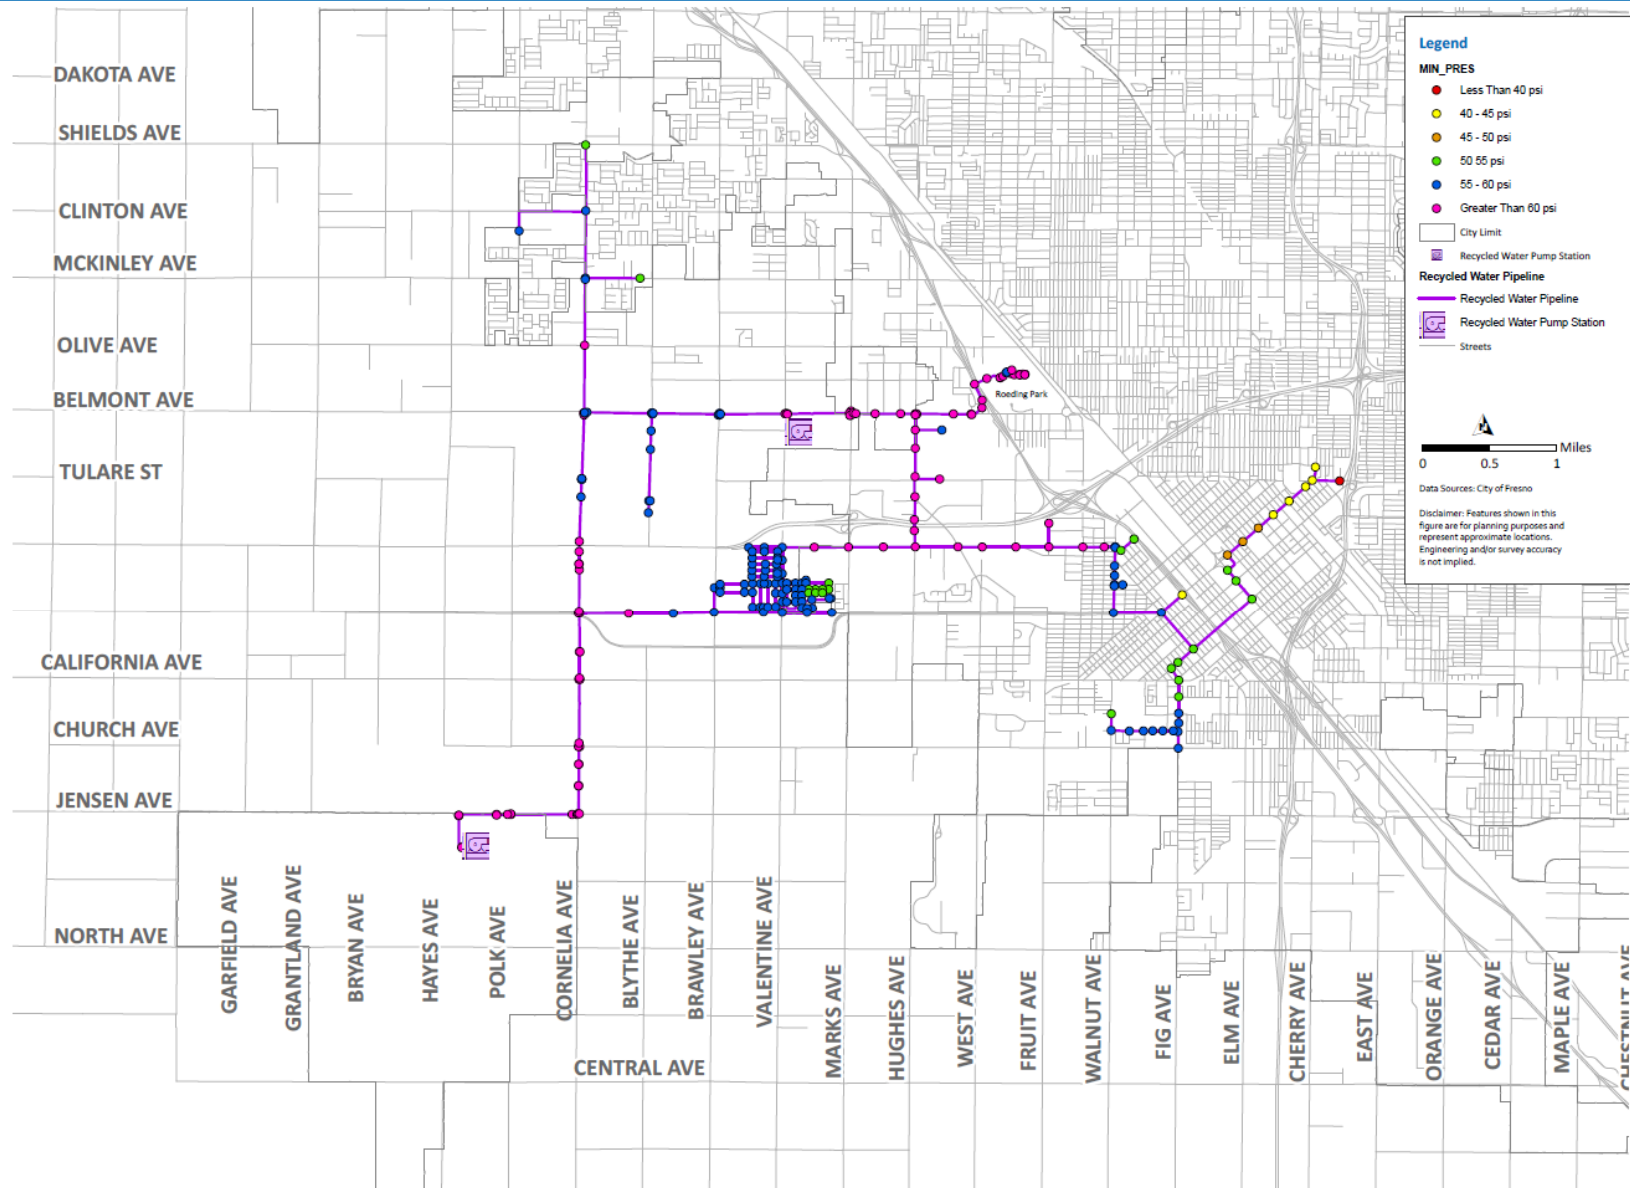 DAKOTA AVE
SHIELDS AVE
CLINTON AVE
MCKINLEY AVE
OLIVE AVE
BELMONT AVE
TULARE ST
CALIFORNIA AVE
CHURCH AVE
JENSEN AVE
NORTH AVE
CENTRAL AVE
GARFIELD AVE
GRANTLAND AVE
BRYAN AVE
HAYES AVE
POLK AVE
CORNELIA AVE
BLYTHE AVE
BRAWLEY AVE
VALENTINE AVE
MARKS AVE
HUGHES AVE
WEST AVE
FRUIT AVE
WALNUT AVE
FIG AVE
ELM AVE
CHERRY AVE
EAST AVE
ORANGE AVE
CEDAR AVE
MAPLE AVE
CHESTNUT AVE
Roeding Park
Legend
MIN_PRES
Less Than 40 psi
40 - 45 psi
45 - 50 psi
50 55 psi
55 - 60 psi
Greater Than 60 psi
City Limit
Recycled Water Pump Station
Recycled Water Pipeline
Recycled Water Pipeline
Recycled Water Pump Station
Streets
Miles
0 0.5 1
Data Sources: City of Fresno
Disclaimer: Features shown in this
figure are for planning purposes and
represent approximate locations.
Engineering and/or survey accuracy
is not implied.